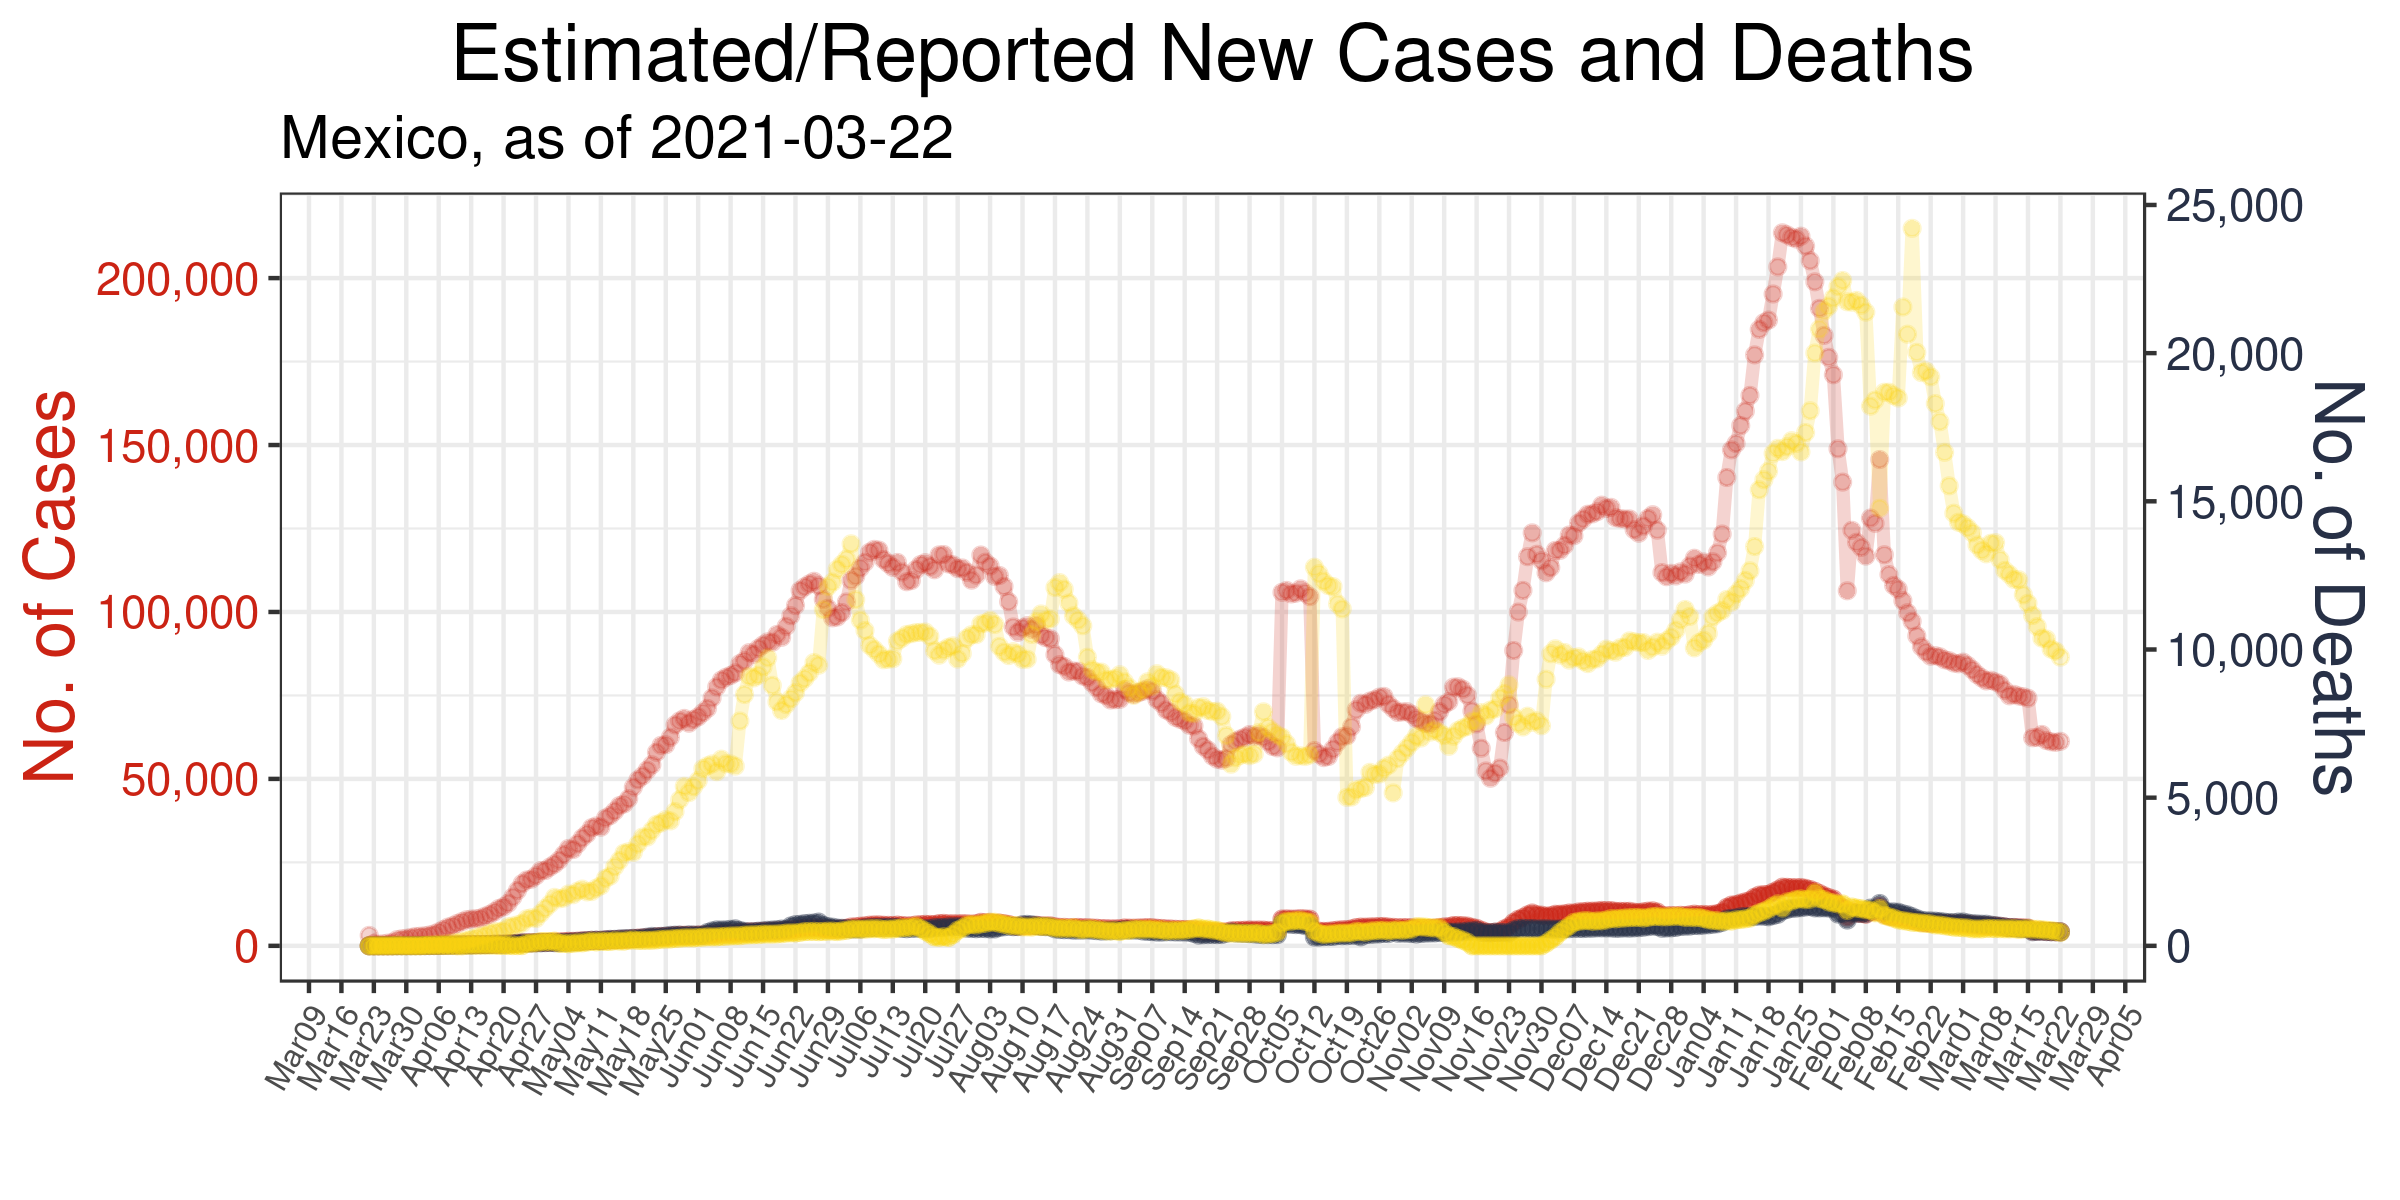 Estimated/Reported New Cases and Deaths
Mexico, as of 2021-03-22
No. of Cases
200,000
150,000
100,000
50,000
0
25,000
20,000
15,000
10,000
5,000
0
No. of Deaths
Mar09
Mar16
Mar23
Mar30
Apr06
Apr13
Apr20
Apr27
May04
May11
May18
May25
Jun01
Jun08
Jun15
Jun22
Jun29
Jul06
Jul13
Jul20
Jul27
Aug03
Aug10
Aug17
Aug24
Aug31
Sep07
Sep14
Sep21
Sep28
Oct05
Oct12
Oct19
Oct26
Nov02
Nov09
Nov16
Nov23
Nov30
Dec07
Dec14
Dec21
Dec28
Jan04
Jan11
Jan18
Jan25
Feb01
Feb08
Feb15
Feb22
Mar01
Mar08
Mar15
Mar22
Mar29
Apr05